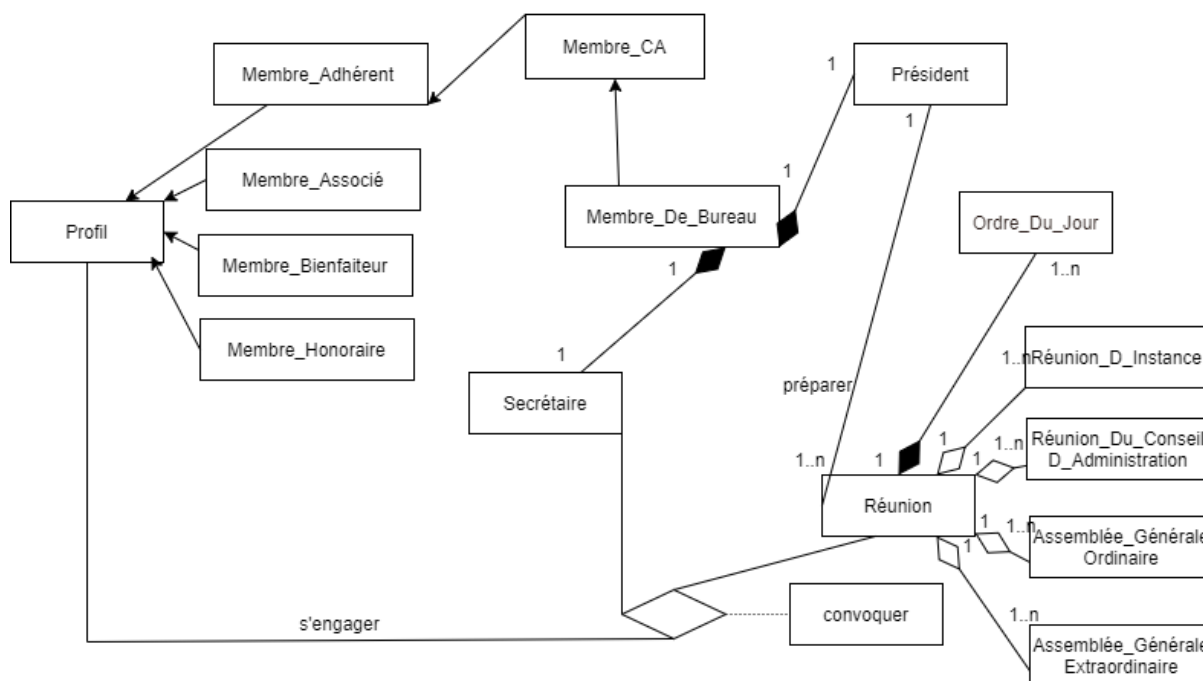 Membre_CA
Membre_Adhérent
Président
1
1
1
Membre_Associé
Membre_De_Bureau
Profil
Ordre_Du_Jour
Membre_Bienfaiteur
1
1..n
Membre_Honoraire
1
1..n
Réunion_D_Instance
préparer
Secrétaire
1
1..n
Réunion_Du_Conseil
D_Administration
1..n
1
1
Réunion
1
1..n
Assemblée_Générale
Ordinaire
1
s'engager
convoquer
1..n
Assemblée_Générale
Extraordinaire